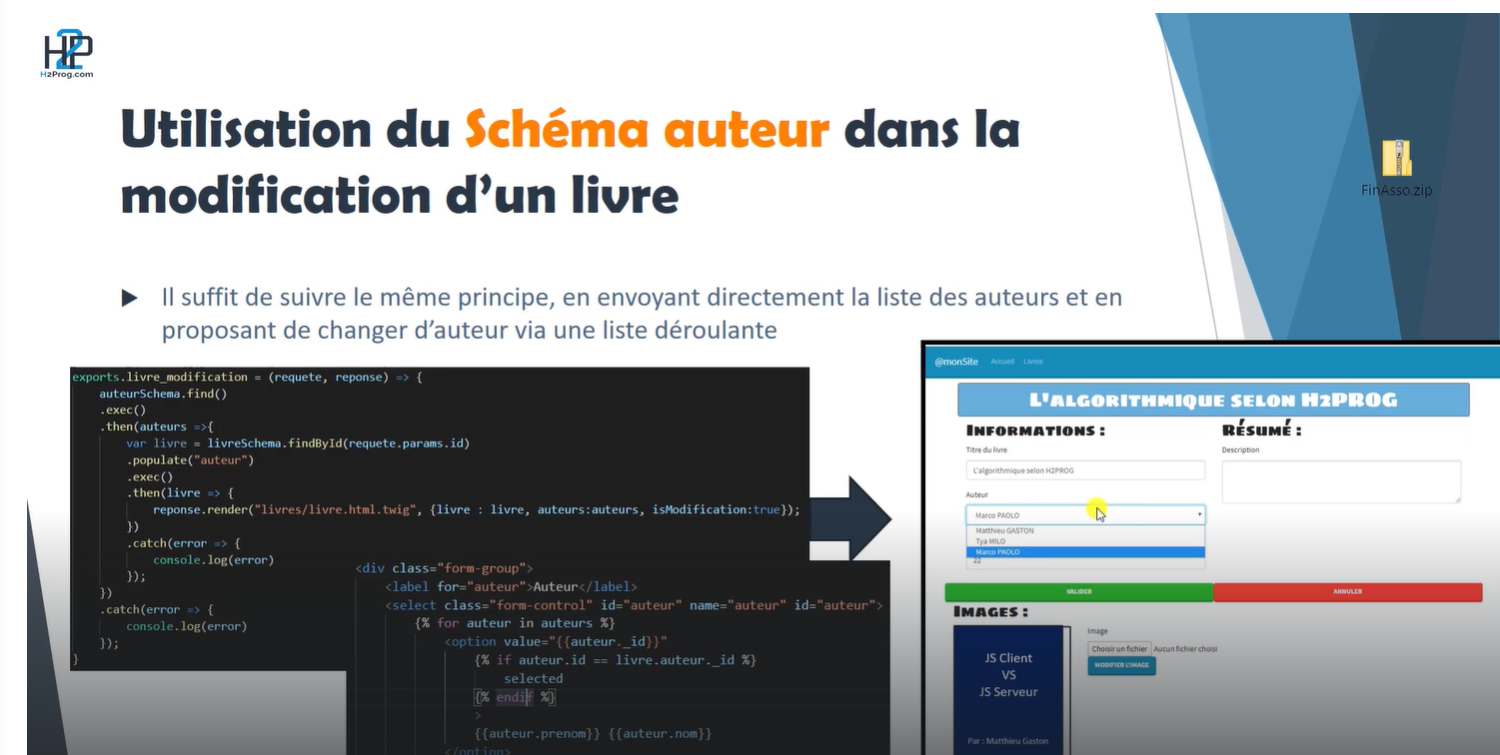 H2P
H2Prog.com
Utilisation du Schéma auteur dans la
modification d'un livre
FinAsso.zip
Il suffit de suivre le même principe, en envoyant directement la liste des auteurs et en
proposant de changer d'auteur via une liste déroulante
exports.livre_modification = (requete, reponse) => {
auteurSchema.find()
.exec()
.then(auteurs =>{
var livre = livreSchema.findById(requete.params.id)
.populate("auteur")
.exec()
.then(livre => {
reponse.render("livres/livre.html.twig", {livre : livre, auteurs:auteurs, isModification:true});
})
.catch(error => {
console.log(error)
});
})
.catch(error => {
console.log(error)
});
}
<div class="form-group">
<label for="auteur">Auteur</label>
<select class="form-control" id="auteur" name="auteur" id="auteur">
{% for auteur in auteurs %}
<option value="{{auteur._id}}"
{% if auteur.id == livre.auteur._id %}
selected
{% endif %}
>
{{auteur.prenom}} {{auteur.nom}}
</option>
@monSite Accueil Livres
L'algorithmique selon H2PROG
Informations :
Titre du livre
L'algorithmique selon H2PROG
Auteur
Marco PAOLO
Matthieu GASTON
Tya MILO
Marco PAOLO
22
Résumé :
Description
VALIDER
ANNULER
Images :
JS Client
VS
JS Serveur
Par : Matthieu Gaston
Image
Choisir un fichier Aucun fichier choisi
MODIFIER L'IMAGE